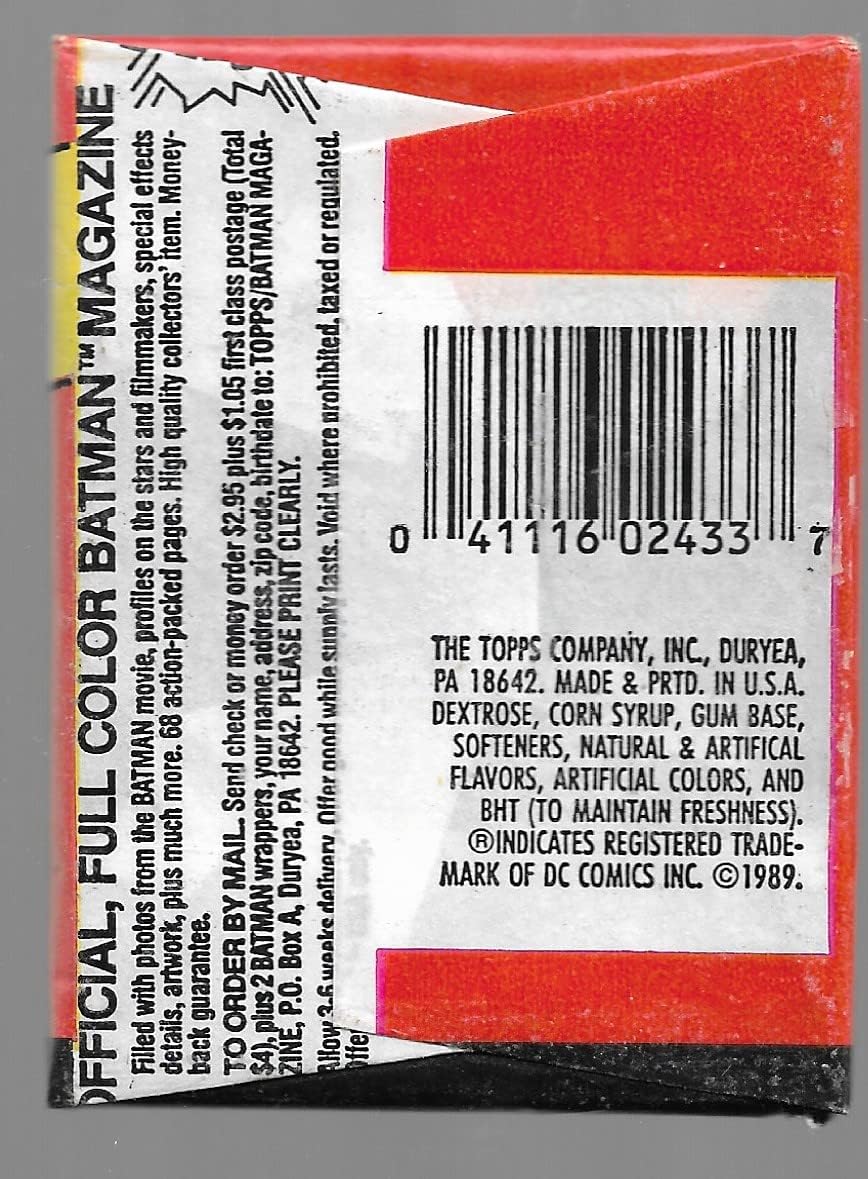 OFFICIAL, FULL COLOR BATMAN™ MAGAZINE
Filled with photos from the BATMAN movie, profiles on the stars and filmmakers, special effects
details, artwork, plus much more. 68 action-packed pages. High quality collectors' item. Money-
back guarantee.
TO ORDER BY MAIL. Send check or money order $2.95 plus $1.05 first class postage (Total
$4), plus 2 BATMAN wrappers, your name, address, zip code, birthdate to: TOPPS/BATMAN MAGA-
ZINE, P.O. Box A, Duryea, PA 18642. PLEASE PRINT CLEARLY.
Allow 3-6 weeks delivery. Offer good while supply lasts. Void where prohibited, taxed or regulated.
0 41116 02433 7
THE TOPPS COMPANY, INC., DURYEA,
PA 18642. MADE & PRTD. IN U.S.A.
DEXTROSE, CORN SYRUP, GUM BASE,
SOFTENERS, NATURAL & ARTIFICAL
FLAVORS, ARTIFICIAL COLORS, AND
BHT (TO MAINTAIN FRESHNESS).
®INDICATES REGISTERED TRADE-
MARK OF DC COMICS INC. ©1989.